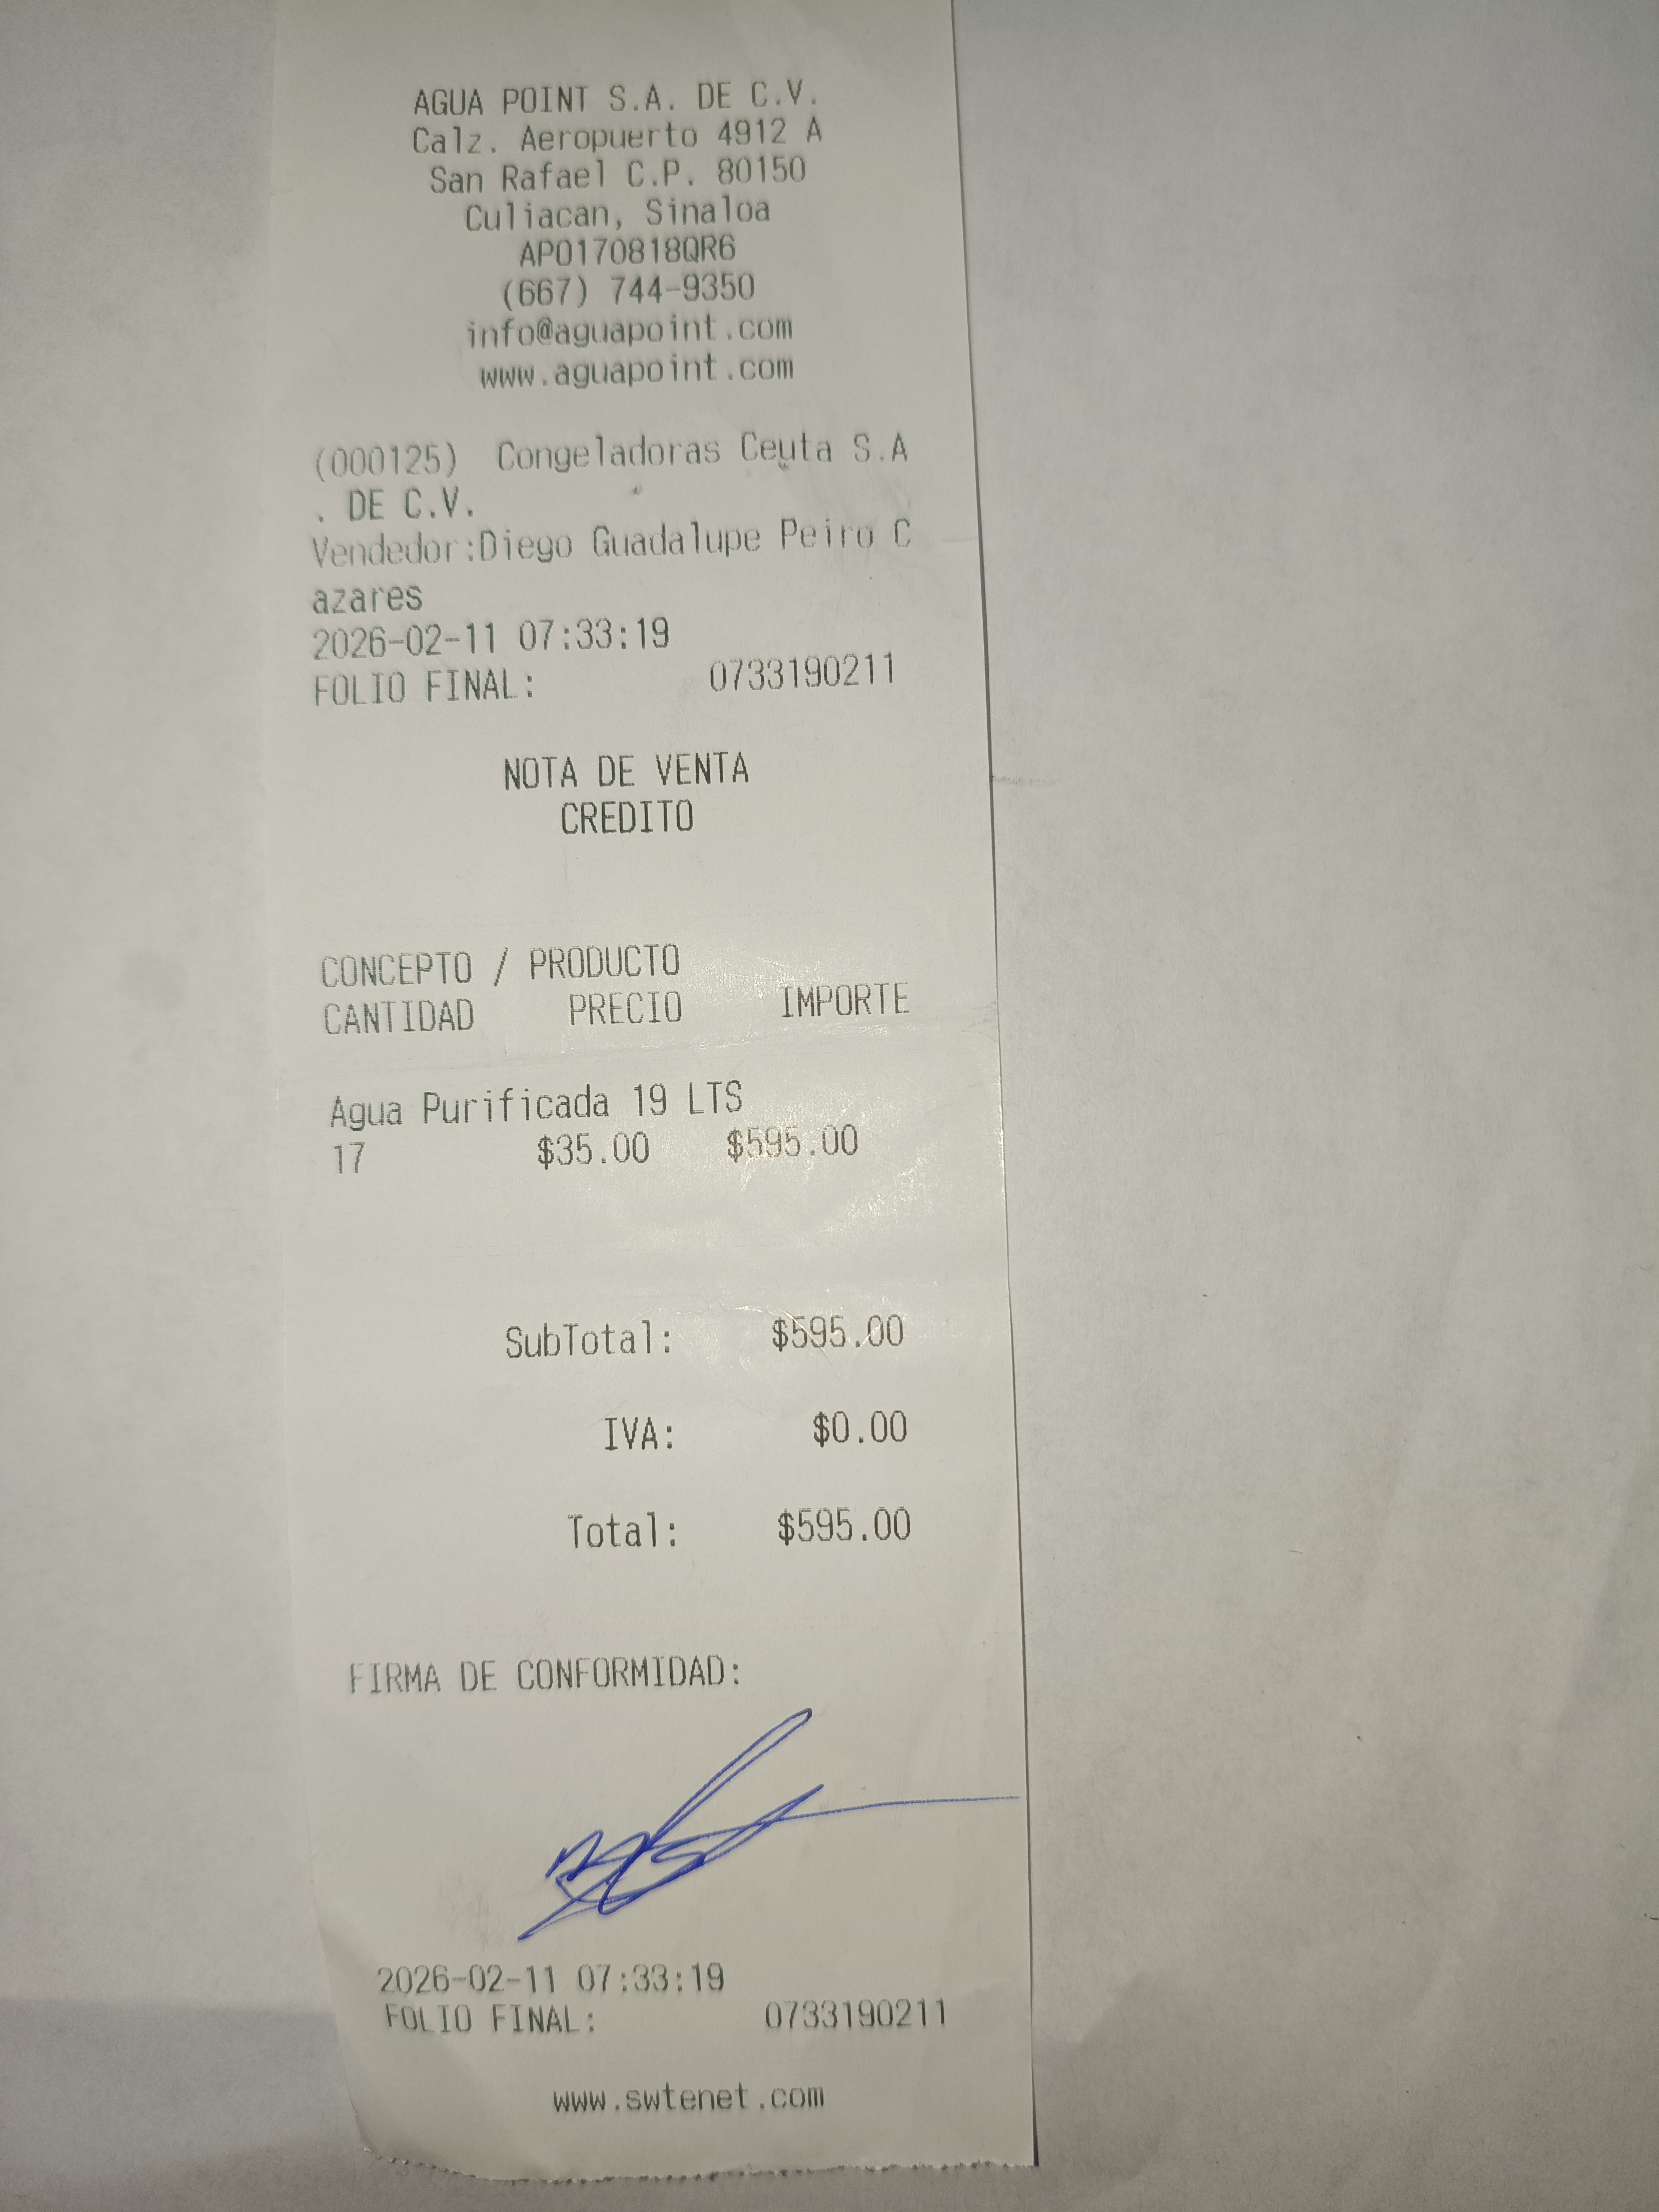 AGUA POINT S.A. DE C.V.
Calz. Aeropuerto 4912 A
San Rafael C.P. 80150
Culiacan, Sinaloa
APO170818QR6
(667) 744-9350
info@aguapoint.com
www.aguapoint.com
(000125) Congeladoras Ceuta S.A
. DE C.V.
Vendedor:Diego Guadalupe Peiro C
azares
2026-02-11 07:33:19
FOLIO FINAL: 0733190211
NOTA DE VENTA
CREDITO
CONCEPTO / PRODUCTO
CANTIDAD PRECIO IMPORTE
Agua Purificada 19 LTS
17 $35.00 $595.00
SubTotal: $595.00
IVA: $0.00
Total: $595.00
FIRMA DE CONFORMIDAD:
2026-02-11 07:33:19
FOLIO FINAL: 0733190211
www.swtenet.com